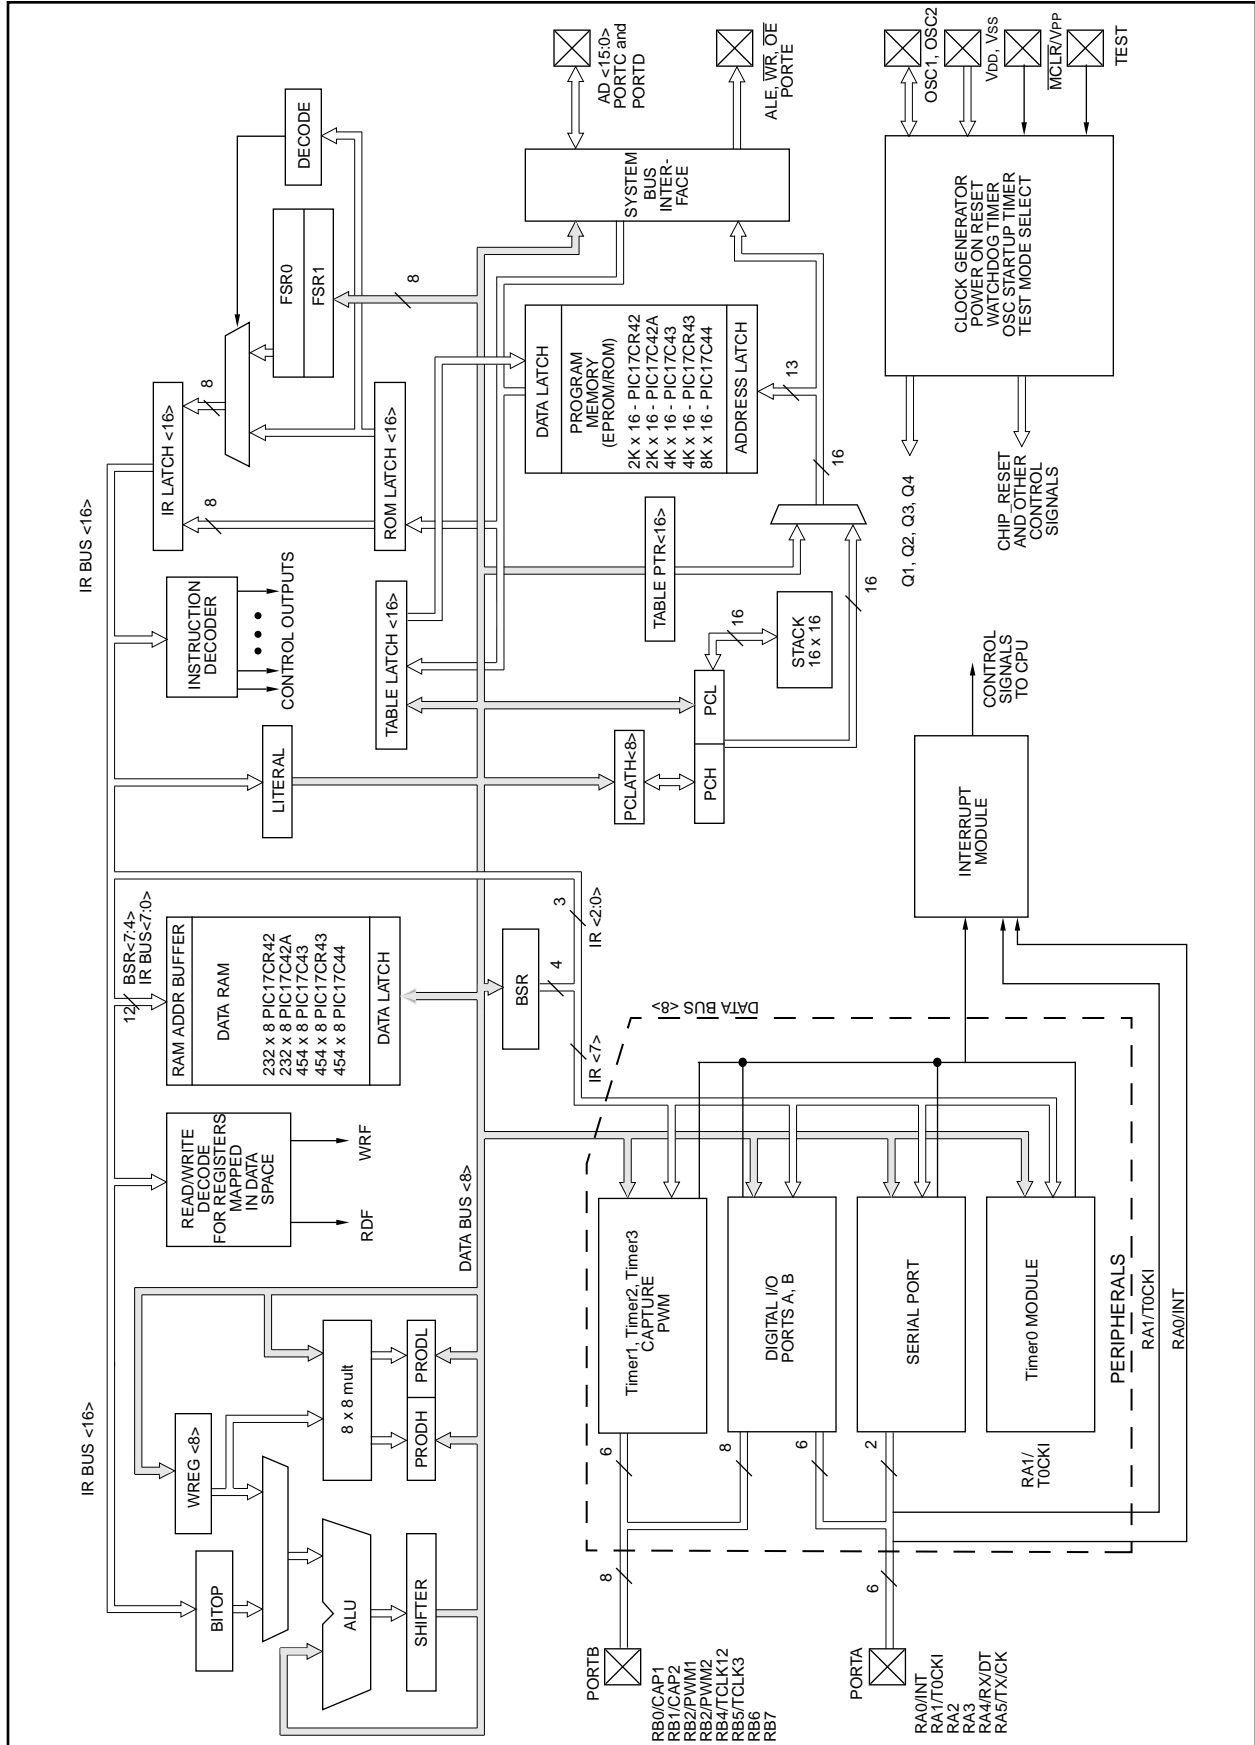 IR BUS <16>
IR BUS <16>
BITOP
WREG <8>
ALU
SHIFTER
8 x 8 mult
PRODH
PRODL
READ/WRITE
DECODE
FOR REGISTERS
MAPPED
IN DATA
SPACE
RDF
WRF
DATA BUS <8>
12
BSR<7:4>
IR BUS<7:0>
RAM ADDR BUFFER
DATA RAM
232 x 8 PIC17CR42
232 x 8 PIC17C42A
454 x 8 PIC17C43
454 x 8 PIC17CR43
454 x 8 PIC17C44
DATA LATCH
BSR
4
3
IR <7>
IR <2:0>
LITERAL
INSTRUCTION
DECODER
CONTROL OUTPUTS
IR LATCH <16>
8
8
ROM LATCH <16>
FSR0
FSR1
8
DECODE
TABLE LATCH <16>
PCLATH<8>
PCH
PCL
16
STACK
16 x 16
16
TABLE PTR<16>
16
13
DATA LATCH
PROGRAM
MEMORY
(EPROM/ROM)
2K x 16 - PIC17CR42
2K x 16 - PIC17C42A
4K x 16 - PIC17C43
4K x 16 - PIC17CR43
8K x 16 - PIC17C44
ADDRESS LATCH
SYSTEM
BUS
INTER-
FACE
AD <15:0>
PORTC and
PORTD
ALE, WR, OE
PORTE
DATA BUS <8>
Timer1, Timer2, Timer3
CAPTURE
PWM
DIGITAL I/O
PORTS A, B
SERIAL PORT
Timer0 MODULE
RA1/
T0CKI
PERIPHERALS
6
8
6
2
8
6
PORTB
RB0/CAP1
RB1/CAP2
RB2/PWM1
RB2/PWM2
RB4/TCLK12
RB5/TCLK3
RB6
RB7
PORTA
RA0/INT
RA1/T0CKI
RA2
RA3
RA4/RX/DT
RA5/TX/CK
RA1/T0CKI
RA0/INT
INTERRUPT
MODULE
CONTROL
SIGNALS
TO CPU
Q1, Q2, Q3, Q4
CHIP_RESET
AND OTHER
CONTROL
SIGNALS
CLOCK GENERATOR
POWER ON RESET
WATCHDOG TIMER
OSC STARTUP TIMER
TEST MODE SELECT
OSC1, OSC2
VDD, VSS
MCLR/VPP
TEST